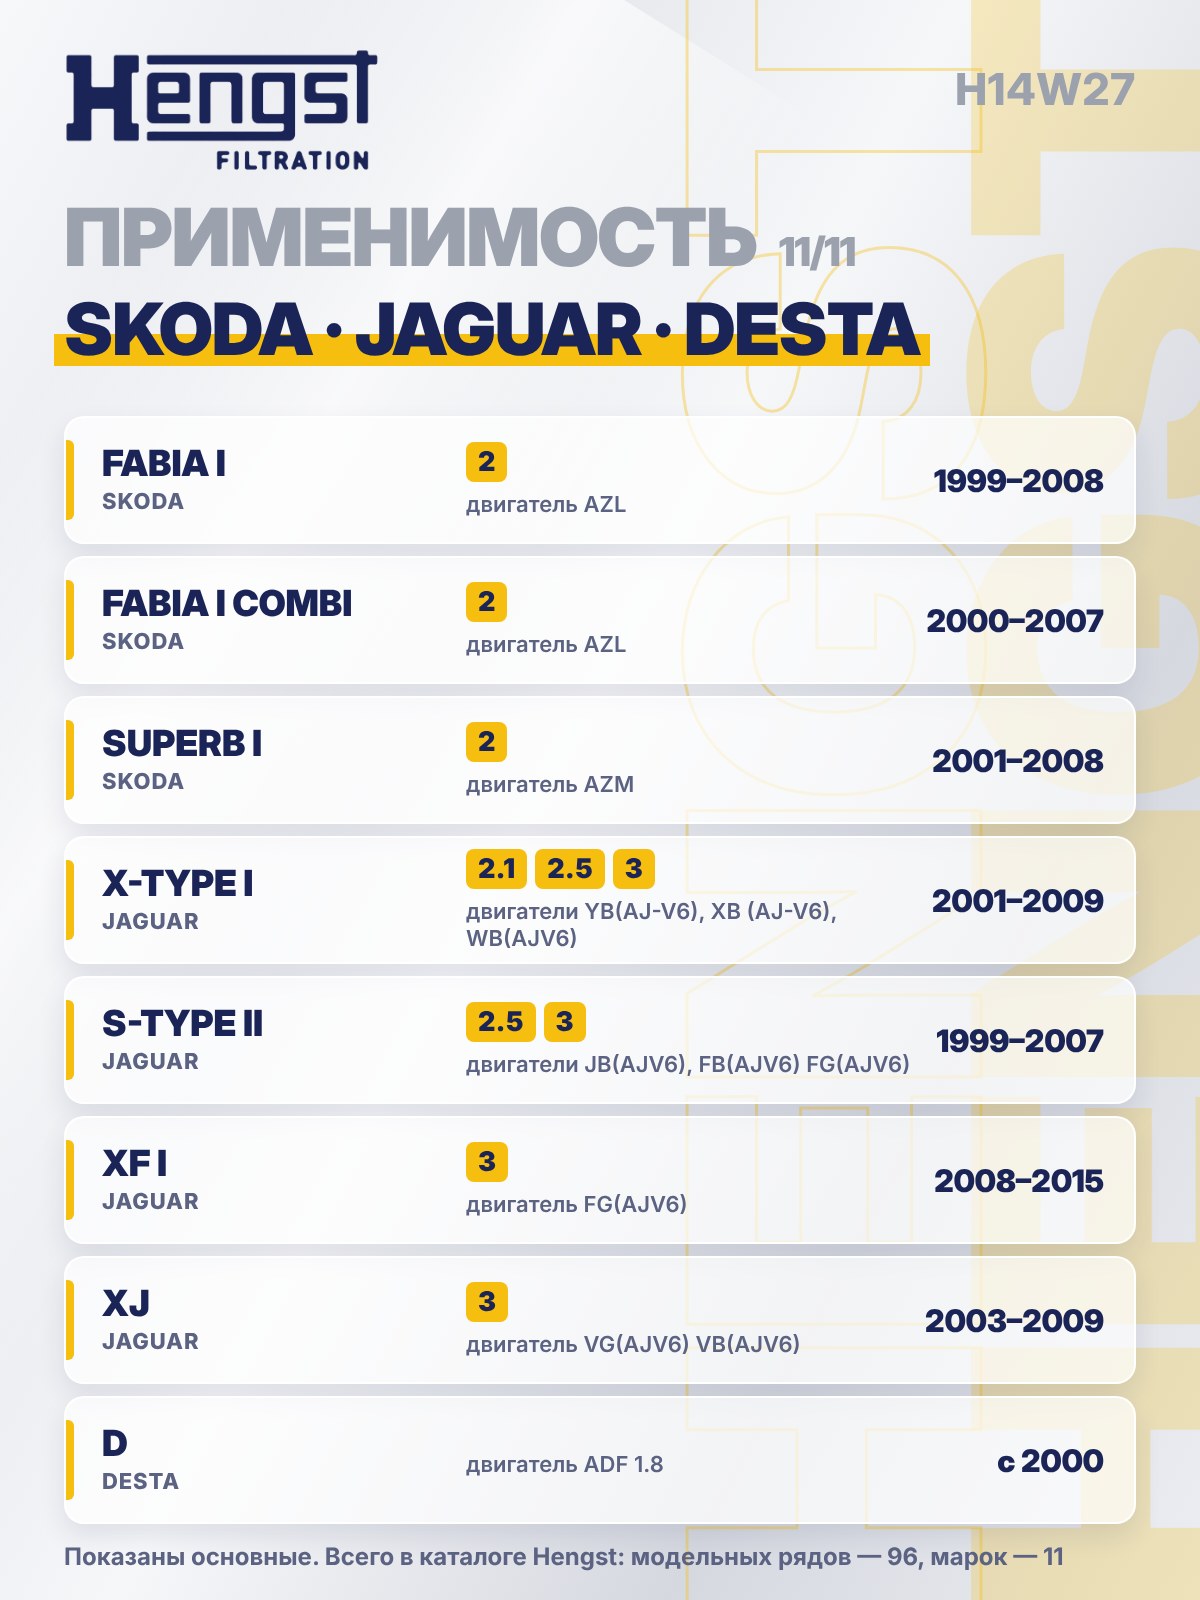 Hengst
FILTRATION
H14W27
ПРИМЕНИМОСТЬ 11/11
SKODA · JAGUAR · DESTA
FABIA I
SKODA
2
двигатель AZL
1999–2008
FABIA I COMBI
SKODA
2
двигатель AZL
2000–2007
SUPERB I
SKODA
2
двигатель AZM
2001–2008
X-TYPE I
JAGUAR
2.1 2.5 3
двигатели YB(AJ-V6), XB (AJ-V6),
WB(AJV6)
2001–2009
S-TYPE II
JAGUAR
2.5 3
двигатели JB(AJV6), FB(AJV6) FG(AJV6)
1999–2007
XF I
JAGUAR
3
двигатель FG(AJV6)
2008–2015
XJ
JAGUAR
3
двигатель VG(AJV6) VB(AJV6)
2003–2009
D
DESTA
двигатель ADF 1.8
с 2000
Показаны основные. Всего в каталоге Hengst: модельных рядов — 96, марок — 11
HENGST
HENGST